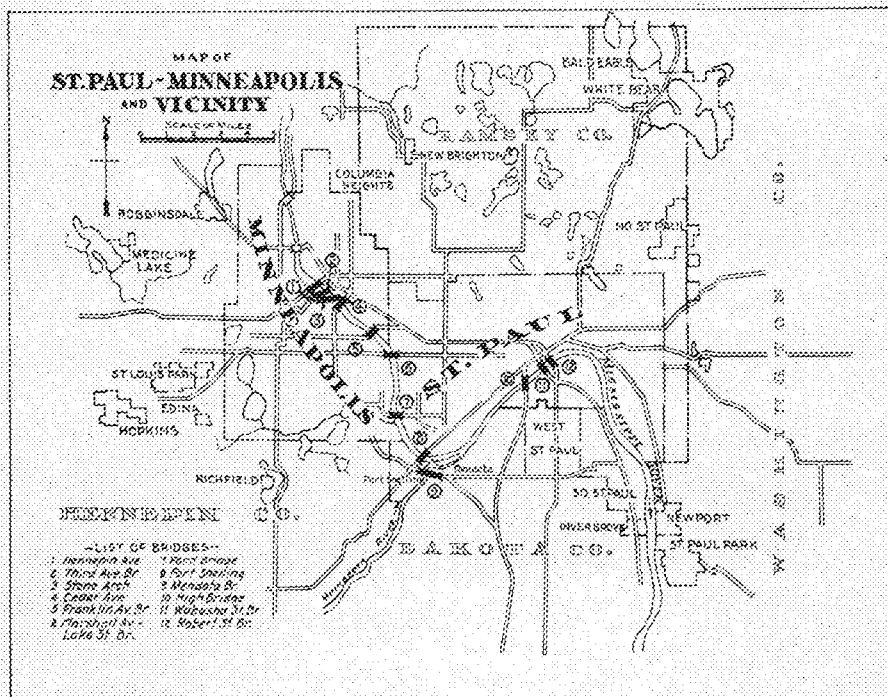 MAP OF
ST. PAUL - MINNEAPOLIS
AND VICINITY
SCALE OF MILES
N
BALD EAGLE
WHITE BEAR
RAMSEY CO.
NEW BRIGHTON
COLUMBIA
HEIGHTS
ROBBINSDALE
MEDICINE
LAKE
NO. ST. PAUL
MINNEAPOLIS
ST. PAUL
WASHINGTON CO.
ST LOUIS PARK
EDINA
HOPKINS
MISSISSIPPI
RIVER
WEST
ST PAUL
RICHFIELD
Fort Snelling
Mendota
SO. ST PAUL
INVER GROVE
NEWPORT
ST. PAUL PARK
HENNEPIN CO.
DAKOTA CO.
Minnesota River
-LIST OF BRIDGES-
1 Hennepin Ave
2 Third Ave. Br
3 Stone Arch
4 Cedar Ave
5 Franklin Av. Br
6 Marshall Av -
Lake St. Br.
7 Ford Bridge
8 Fort Snelling
9 Mendota Br.
10 High Bridge
11 Wabasha St. Br
12 Robert St. Br.